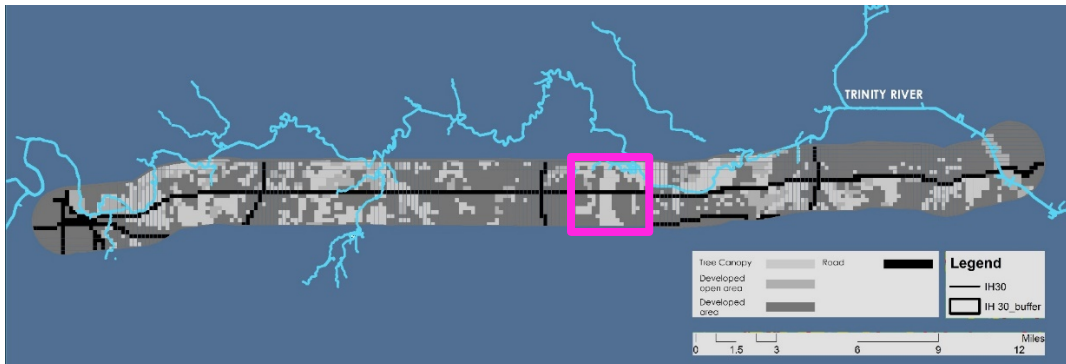 TRINITY RIVER
Tree Canopy Road
Developed
open area
Developed
area
Legend
IH30
IH 30_buffer
Miles
0 1.5 3 6 9 12